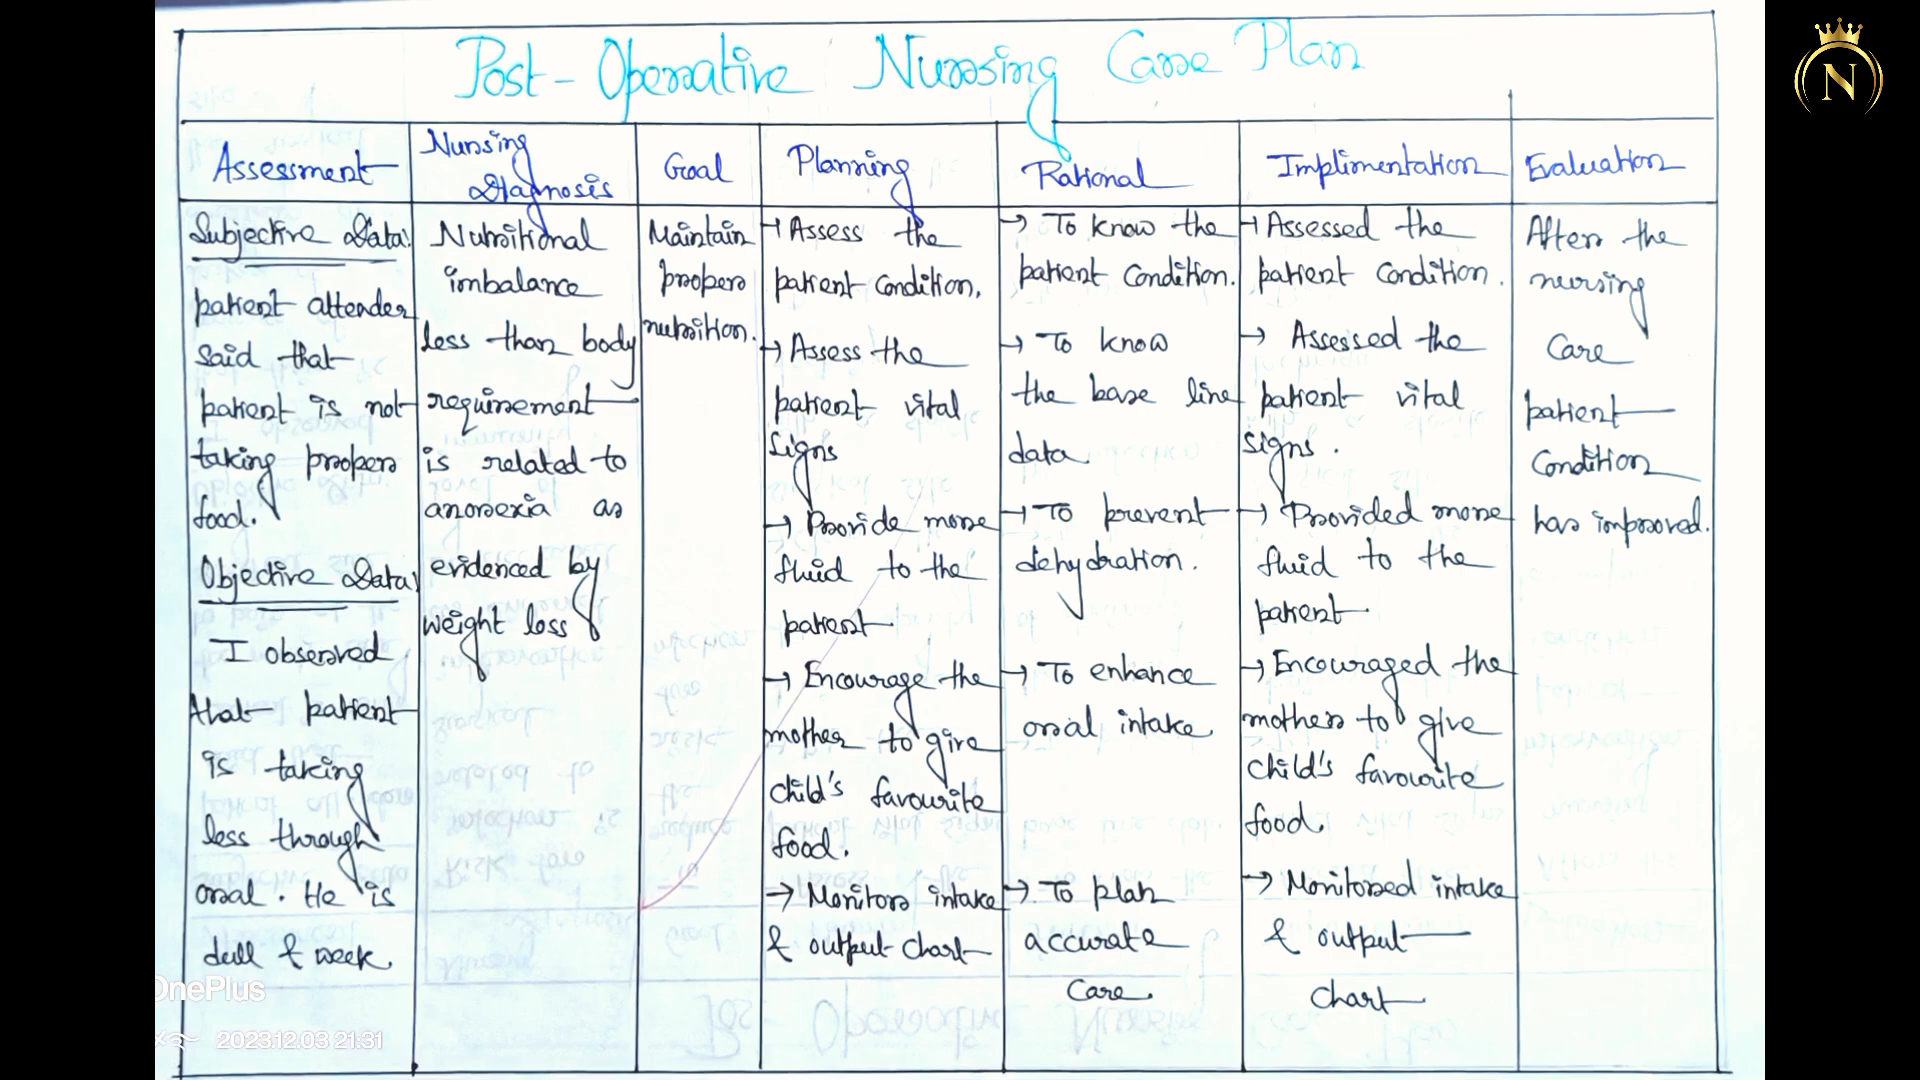 Post-Operative Nursing Care Plan
N
Assessment
Nursing
Diagnosis
Goal
Planning
Rational
Implimentation
Evaluation
Subjective Data:
patient attender
said that
patient is not
taking proper
food.
Objective Data:
I observed
that patient
is taking
less through
oral. He is
dull & week.
Nutritional
imbalance
less than body
requirement
is related to
anorexia as
evidenced by
weight loss
Maintain
proper
nutrition.
→ Assess the
patient Condition.
→ Assess the
patient vital
signs
→ Provide more
fluid to the
patient
→ Encourage the
mother to give
child's favourite
food.
→ Monitor intake
& output chart
→ To know the
patient Condition.
→ To know
the base line
data.
→ To prevent
dehydration.
→ To enhance
oral intake.
→ To plan
accurate
care.
→ Assessed the
patient condition.
→ Assessed the
patient vital
signs.
→ Provided more
fluid to the
patient.
→ Encouraged the
mother to give
child's favourite
food.
→ Monitored intake
& output
chart
After the
nursing
care
patient
Condition
has improved.
OnePlus
2023.12.03 21:31